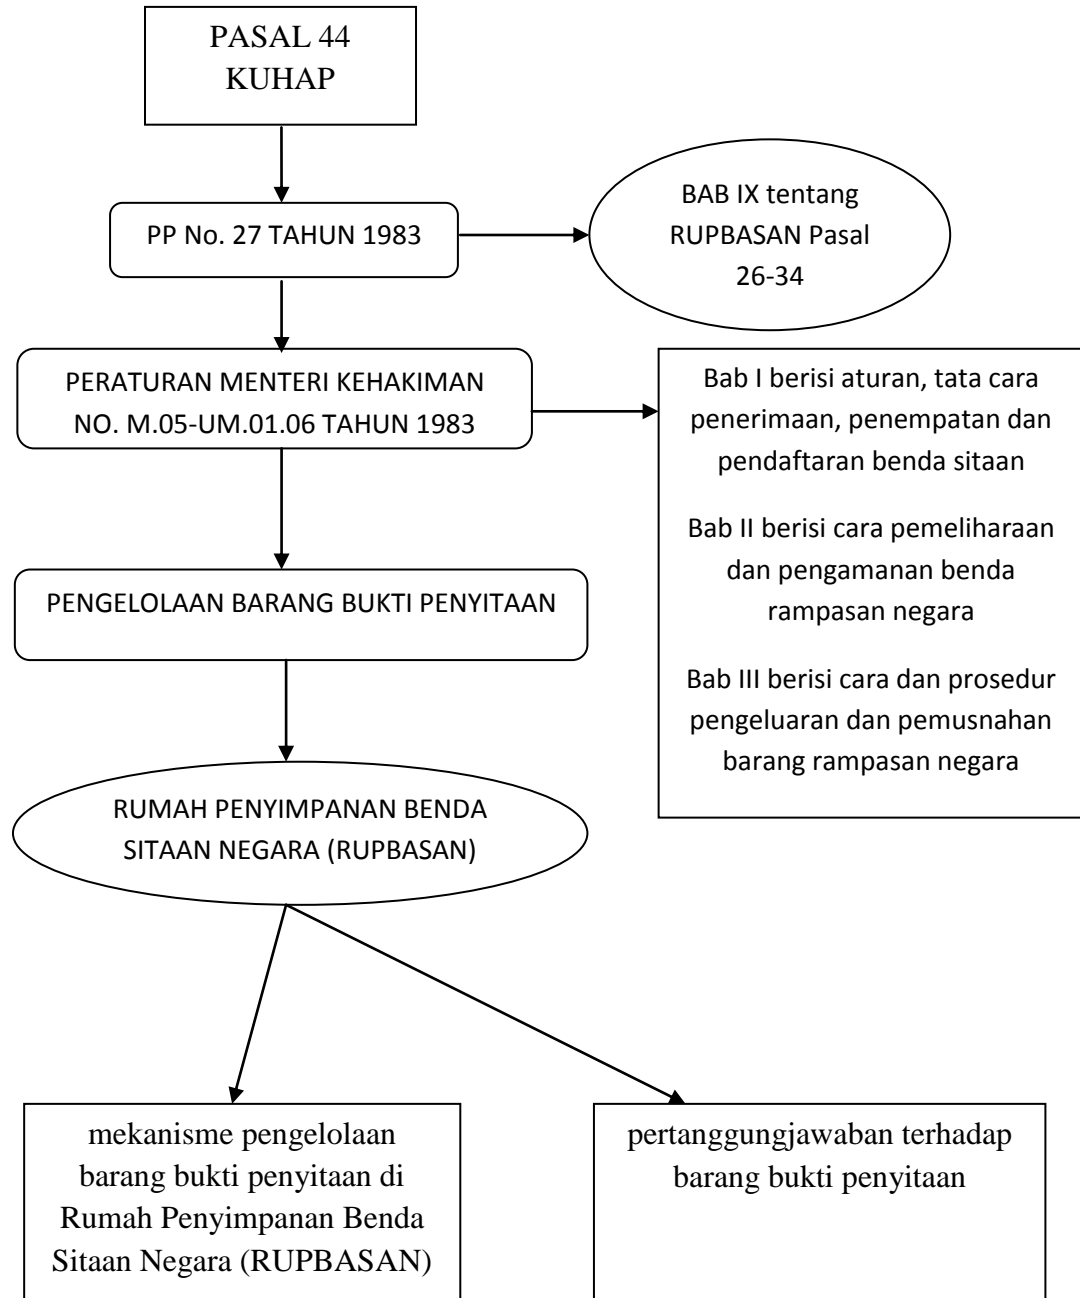 PASAL 44
KUHAP
PP No. 27 TAHUN 1983
BAB IX tentang
RUPBASAN Pasal
26-34
PERATURAN MENTERI KEHAKIMAN
NO. M.05-UM.01.06 TAHUN 1983
Bab I berisi aturan, tata cara
penerimaan, penempatan dan
pendaftaran benda sitaan
Bab II berisi cara pemeliharaan
dan pengamanan benda
rampasan negara
Bab III berisi cara dan prosedur
pengeluaran dan pemusnahan
barang rampasan negara
PENGELOLAAN BARANG BUKTI PENYITAAN
RUMAH PENYIMPANAN BENDA
SITAAN NEGARA (RUPBASAN)
mekanisme pengelolaan
barang bukti penyitaan di
Rumah Penyimpanan Benda
Sitaan Negara (RUPBASAN)
pertanggungjawaban terhadap
barang bukti penyitaan